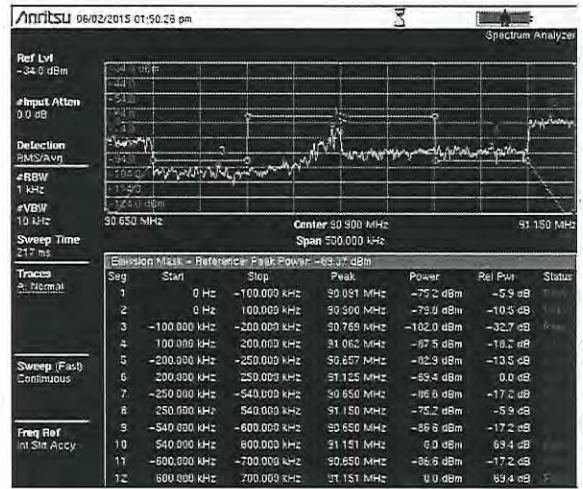 Anritsu 06/02/2015 01:50:26 pm
Spectrum Analyzer
Ref Lvl
-34.0 dBm
#Input Atten
0.0 dB
Detection
RMS/Avg
#RBW
1 kHz
#VBW
10 kHz
Sweep Time
217 ms
Traces
A: Normal
Sweep (Fast)
Continuous
Freq Ref
Int Std Accy
90.650 MHz
Center 90.900 MHz
91.150 MHz
Span 500.000 kHz
Emission Mask - Reference: Peak Power -69.37 dBm
Seg Start Stop Peak Power Rel Pwr Status
1 0 Hz -100.000 kHz 90.891 MHz -75.2 dBm -5.9 dB
2 0 Hz 100.000 kHz 90.900 MHz -79.8 dBm -10.5 dB
3 -100.000 kHz -200.000 kHz 90.769 MHz -102.0 dBm -32.7 dB
4 100.000 kHz 200.000 kHz 91.062 MHz -87.5 dBm -18.2 dB
5 -200.000 kHz -250.000 kHz 90.657 MHz -82.9 dBm -13.5 dB
6 200.000 kHz 250.000 kHz 91.125 MHz -69.4 dBm 0.0 dB
7 -250.000 kHz -540.000 kHz 90.650 MHz -86.6 dBm -17.2 dB
8 250.000 kHz 540.000 kHz 91.150 MHz -75.2 dBm -5.9 dB
9 -540.000 kHz -600.000 kHz 90.650 MHz -86.6 dBm -17.2 dB
10 540.000 kHz 600.000 kHz 91.151 MHz 0.0 dBm 69.4 dB
11 -600.000 kHz -700.000 kHz 90.650 MHz -86.6 dBm -17.2 dB
12 600.000 kHz 700.000 kHz 91.151 MHz 0.0 dBm 69.4 dB